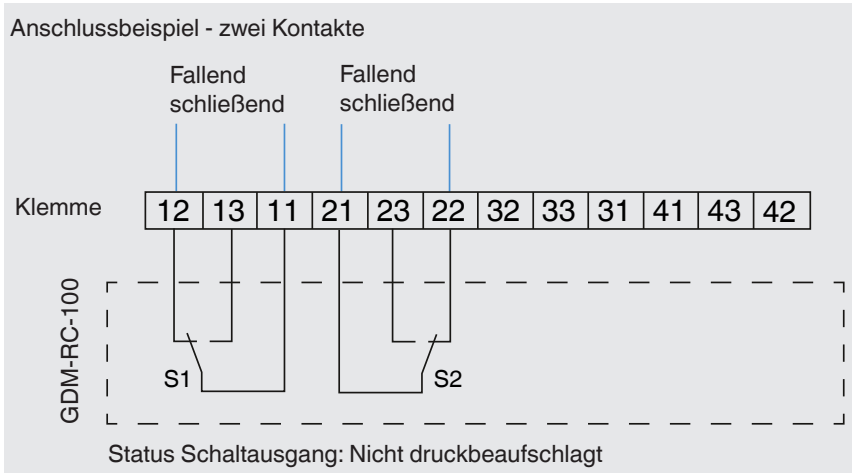 Anschlussbeispiel - zwei Kontakte
Fallend
schließend
Fallend
schließend
Klemme
12 13 11 21 23 22 32 33 31 41 43 42
GDM-RC-100
S1
S2
Status Schaltausgang: Nicht druckbeaufschlagt